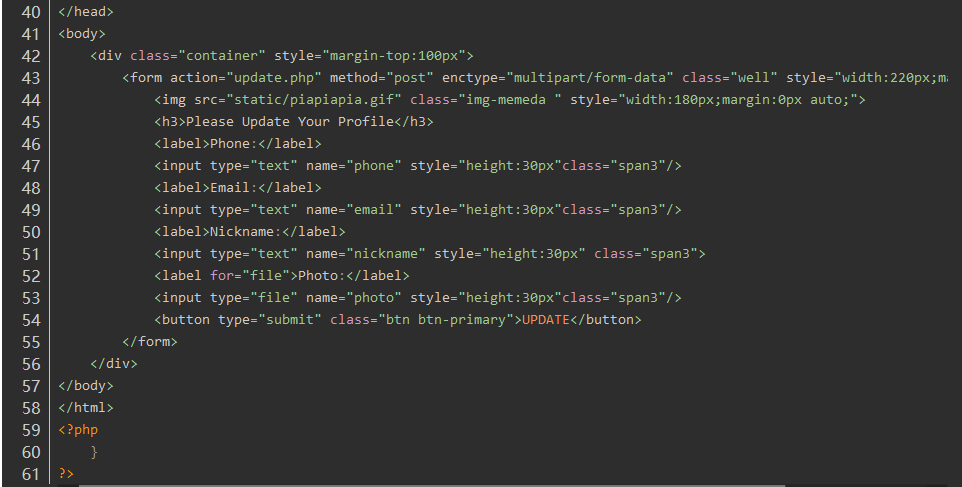 40 </head>
41 <body>
42     <div class="container" style="margin-top:100px">
43         <form action="update.php" method="post" enctype="multipart/form-data" class="well" style="width:220px;ma
44             <img src="static/piapiapia.gif" class="img-memeda " style="width:180px;margin:0px auto;">
45             <h3>Please Update Your Profile</h3>
46             <label>Phone:</label>
47             <input type="text" name="phone" style="height:30px"class="span3"/>
48             <label>Email:</label>
49             <input type="text" name="email" style="height:30px"class="span3"/>
50             <label>Nickname:</label>
51             <input type="text" name="nickname" style="height:30px" class="span3">
52             <label for="file">Photo:</label>
53             <input type="file" name="photo" style="height:30px"class="span3"/>
54             <button type="submit" class="btn btn-primary">UPDATE</button>
55         </form>
56     </div>
57 </body>
58 </html>
59 <?php
60     }
61 ?>